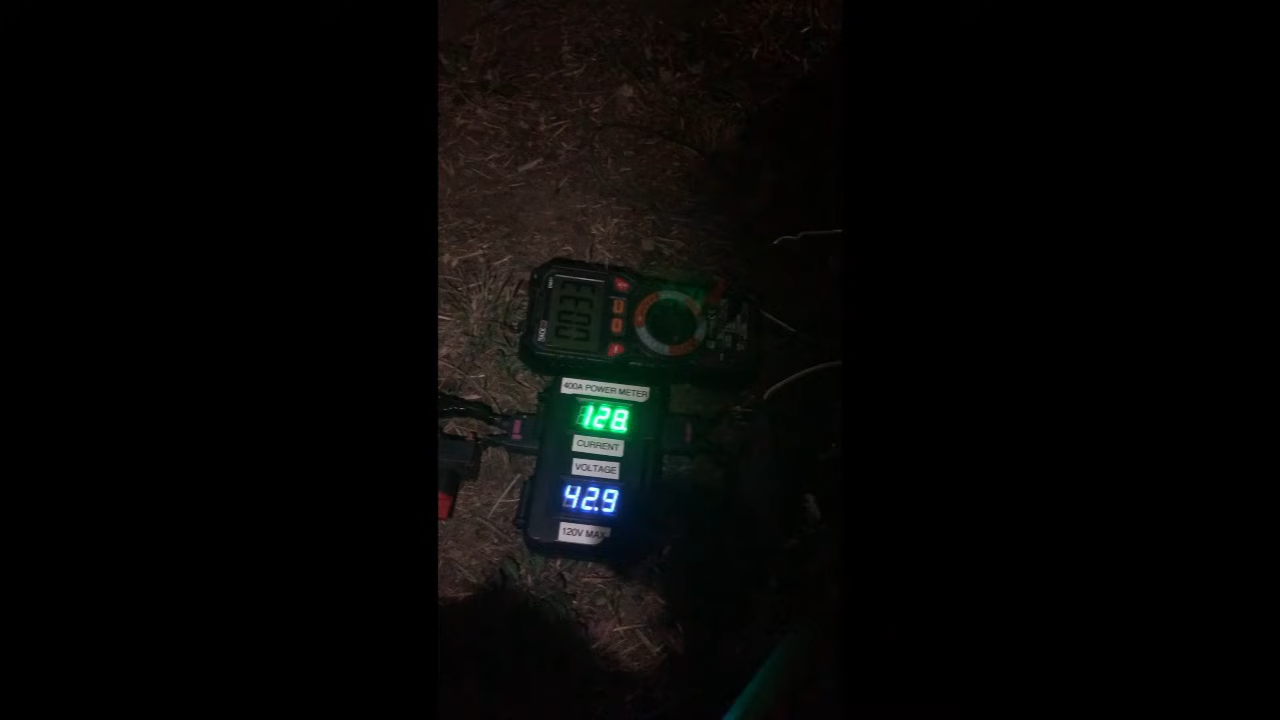 400A POWER METER
128.
CURRENT
VOLTAGE
42.9
120V MAX